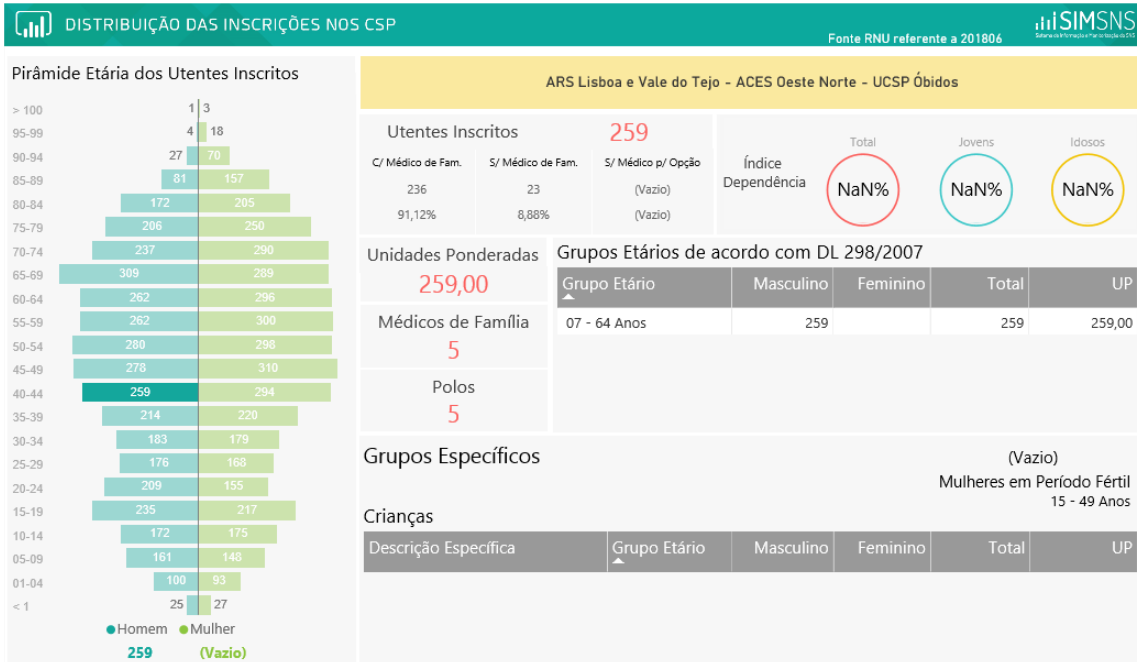 DISTRIBUIÇÃO DAS INSCRIÇÕES NOS CSP
Fonte RNU referente a 201806
SIMSNS
Pirâmide Etária dos Utentes Inscritos
> 100 1 3
95-99 4 18
90-94 27 70
85-89 81 157
80-84 172 205
75-79 206 250
70-74 237 290
65-69 309 289
60-64 262 296
55-59 262 300
50-54 280 298
45-49 278 310
40-44 259 294
35-39 214 220
30-34 183 179
25-29 176 168
20-24 209 155
15-19 235 217
10-14 172 175
05-09 161 148
01-04 100 93
< 1 25 27
Homem Mulher
259 (Vazio)
ARS Lisboa e Vale do Tejo - ACES Oeste Norte - UCSP Óbidos
Utentes Inscritos 259
C/ Médico de Fam. S/ Médico de Fam. S/ Médico p/ Opção
236 23 (Vazio)
91,12% 8,88% (Vazio)
Índice
Dependência
Total Jovens Idosos
NaN% NaN% NaN%
Unidades Ponderadas
259,00
Médicos de Família
5
Polos
5
Grupos Etários de acordo com DL 298/2007
Grupo Etário Masculino Feminino Total UP
07 - 64 Anos 259 259 259,00
Grupos Específicos
(Vazio)
Mulheres em Período Fértil
15 - 49 Anos
Crianças
Descrição Específica Grupo Etário Masculino Feminino Total UP